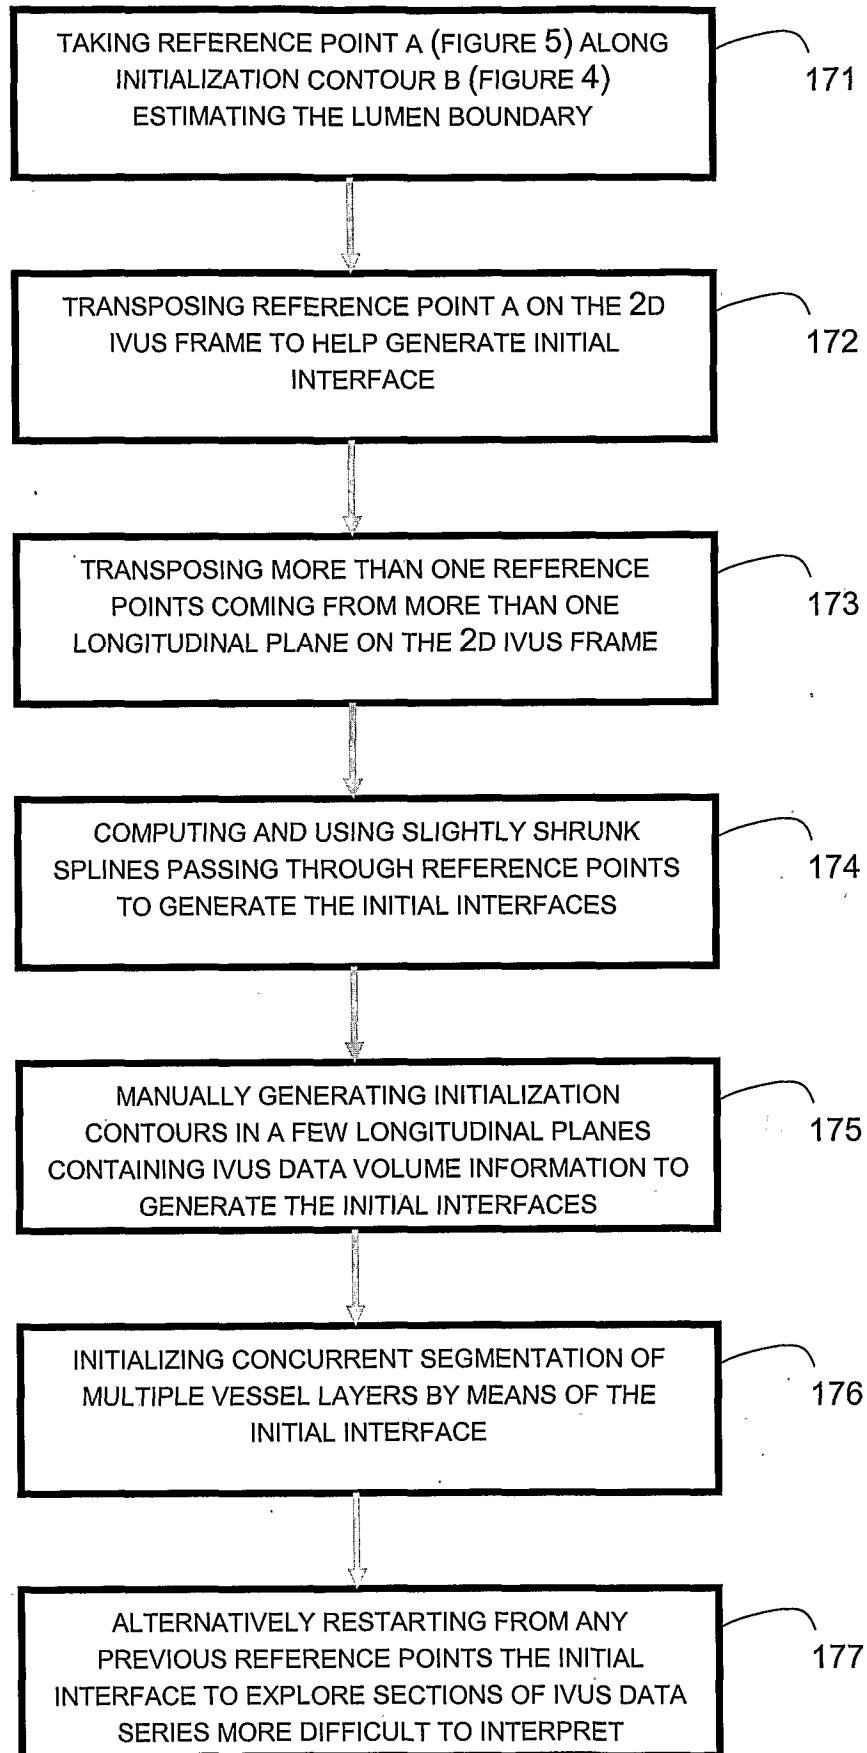 TAKING REFERENCE POINT A (FIGURE 5) ALONG
INITIALIZATION CONTOUR B (FIGURE 4)
ESTIMATING THE LUMEN BOUNDARY
171
TRANSPOSING REFERENCE POINT A ON THE 2D
IVUS FRAME TO HELP GENERATE INITIAL
INTERFACE
172
TRANSPOSING MORE THAN ONE REFERENCE
POINTS COMING FROM MORE THAN ONE
LONGITUDINAL PLANE ON THE 2D IVUS FRAME
173
COMPUTING AND USING SLIGHTLY SHRUNK
SPLINES PASSING THROUGH REFERENCE POINTS
TO GENERATE THE INITIAL INTERFACES
174
MANUALLY GENERATING INITIALIZATION
CONTOURS IN A FEW LONGITUDINAL PLANES
CONTAINING IVUS DATA VOLUME INFORMATION TO
GENERATE THE INITIAL INTERFACES
175
INITIALIZING CONCURRENT SEGMENTATION OF
MULTIPLE VESSEL LAYERS BY MEANS OF THE
INITIAL INTERFACE
176
ALTERNATIVELY RESTARTING FROM ANY
PREVIOUS REFERENCE POINTS THE INITIAL
INTERFACE TO EXPLORE SECTIONS OF IVUS DATA
SERIES MORE DIFFICULT TO INTERPRET
177